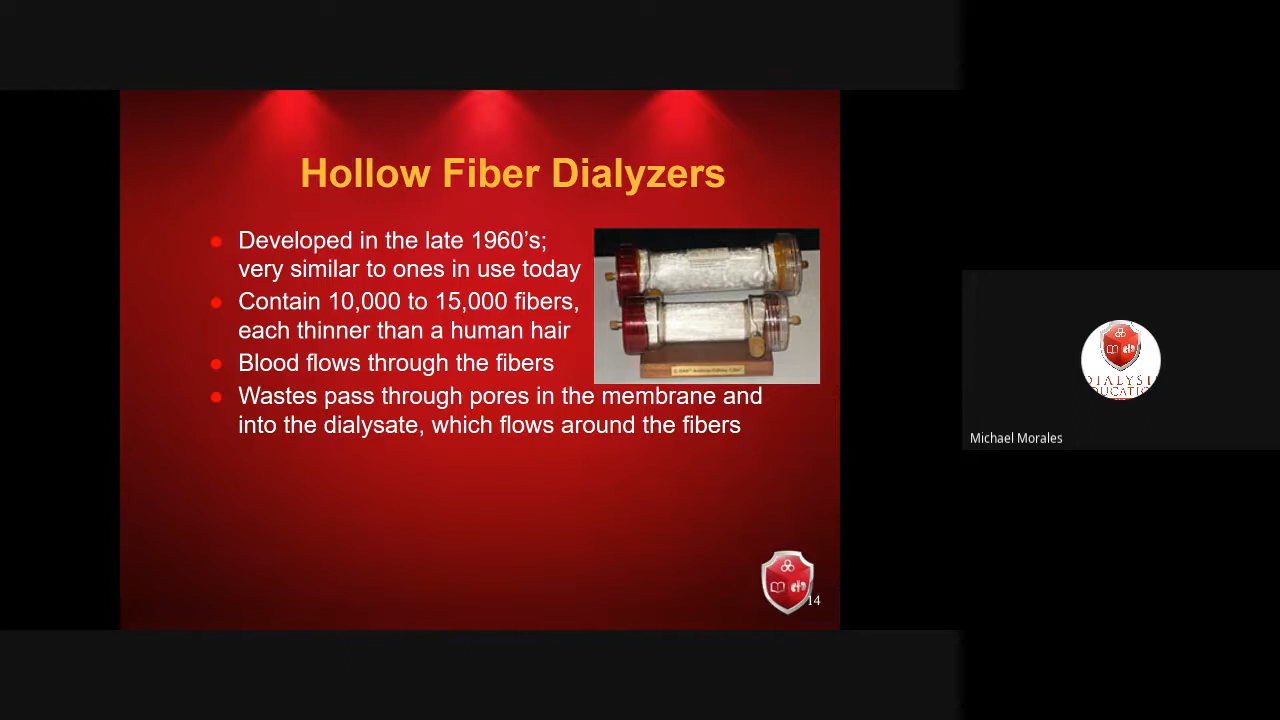 Hollow Fiber Dialyzers
Developed in the late 1960’s;
very similar to ones in use today
Contain 10,000 to 15,000 fibers,
each thinner than a human hair
Blood flows through the fibers
Wastes pass through pores in the membrane and
into the dialysate, which flows around the fibers
14
Michael Morales